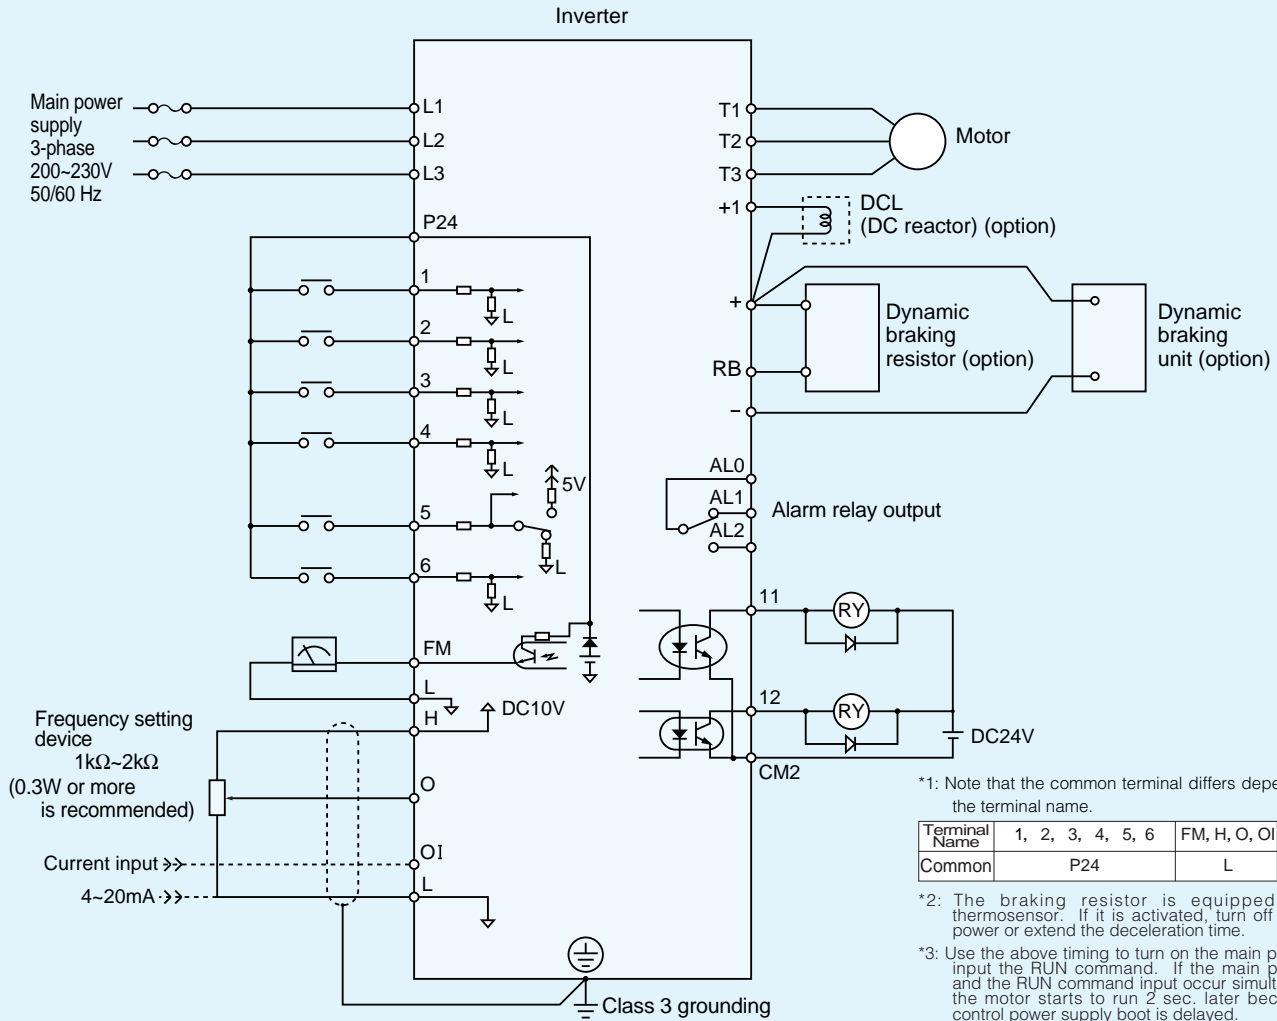 Inverter
Main power
supply
3-phase
200~230V
50/60 Hz
L1
L2
L3
P24
1
L
2
L
3
L
4
L
5V
5
L
6
L
FM
L
H
DC10V
Frequency setting
device
1kΩ~2kΩ
(0.3W or more
is recommended)
O
Current input
OI
4~20mA
L
Class 3 grounding
T1
T2
T3
Motor
+1
DCL
(DC reactor) (option)
+
Dynamic
braking
resistor (option)
Dynamic
braking
unit (option)
RB
−
AL0
AL1
AL2
Alarm relay output
11
RY
12
RY
DC24V
CM2
*1: Note that the common terminal differs
the terminal name.
Terminal Name 1, 2, 3, 4, 5, 6 FM, H, O, OI
Common P24 L
*2: The braking resistor is equipped
thermosensor. If it is activated, turn off
power or extend the deceleration time.
*3: Use the above timing to turn on the main
input the RUN command. If the main
and the RUN command input occur
the motor starts to run 2 sec. later
control power supply boot is delayed.